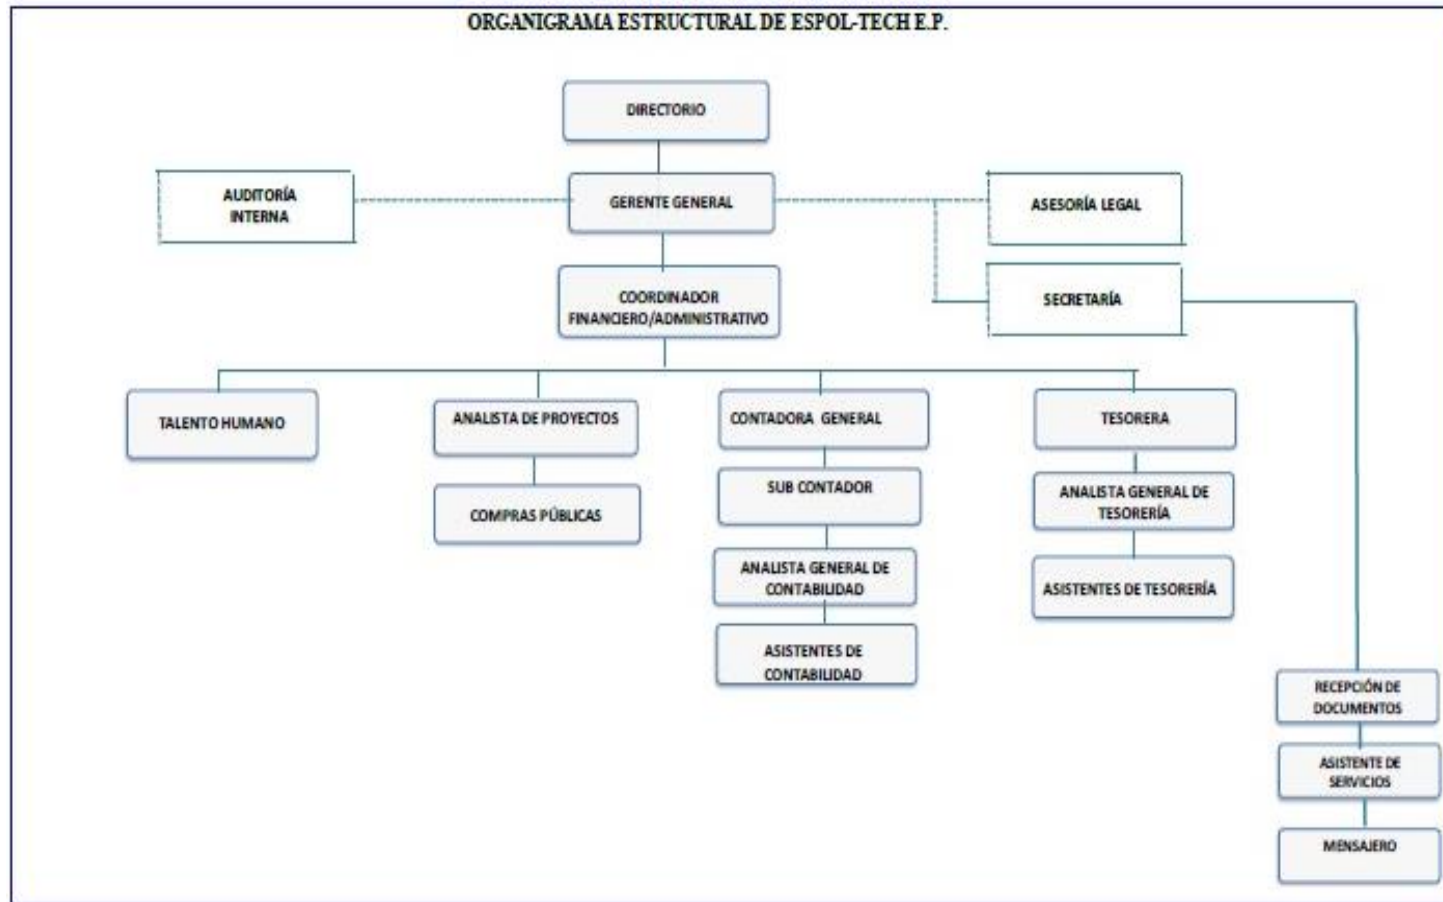 ORGANIGRAMA ESTRUCTURAL DE ESPOL-TECH E.P.
DIRECTORIO
AUDITORÍA
INTERNA
GERENTE GENERAL
ASESORÍA LEGAL
COORDINADOR
FINANCIERO/ADMINISTRATIVO
SECRETARÍA
TALENTO HUMANO
ANALISTA DE PROYECTOS
CONTADORA GENERAL
TESORERA
COMPRAS PÚBLICAS
SUB CONTADOR
ANALISTA GENERAL DE
TESORERÍA
ANALISTA GENERAL DE
CONTABILIDAD
ASISTENTES DE TESORERÍA
ASISTENTES DE
CONTABILIDAD
RECEPCIÓN DE
DOCUMENTOS
ASISTENTE DE
SERVICIOS
MENSAJERO